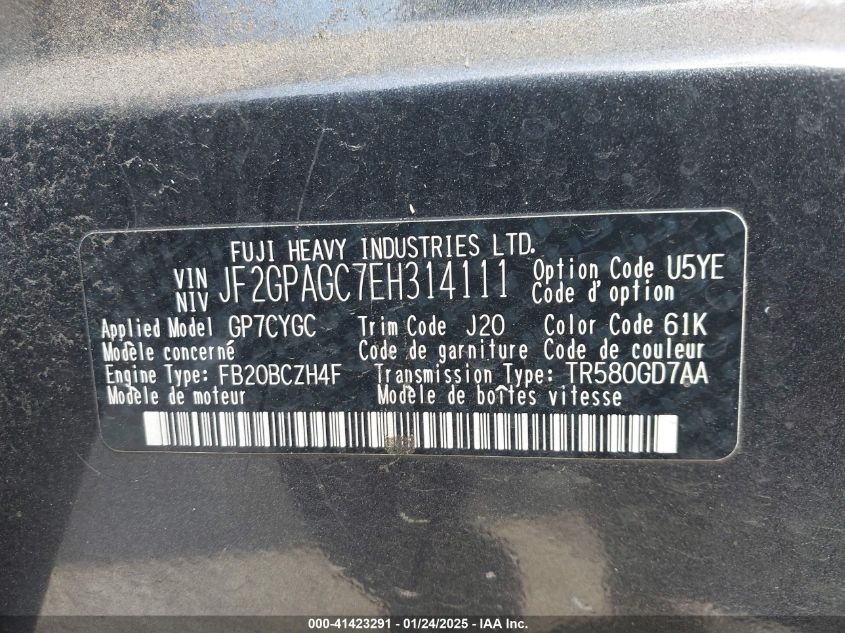 FUJI HEAVY INDUSTRIES LTD.
VIN
NIV
JF2GPAGC7EH314111
Option Code U5YE
Code d'option
Applied Model GP7CYGC Trim Code J20 Color Code 61K
Modèle concerné Code de garniture Code de couleur
Engine Type: FB20BCZH4F Transmission Type: TR580GD7AA
Modèle de moteur Modèle de boîtes vitesse
000-41423291 - 01/24/2025 - IAA Inc.